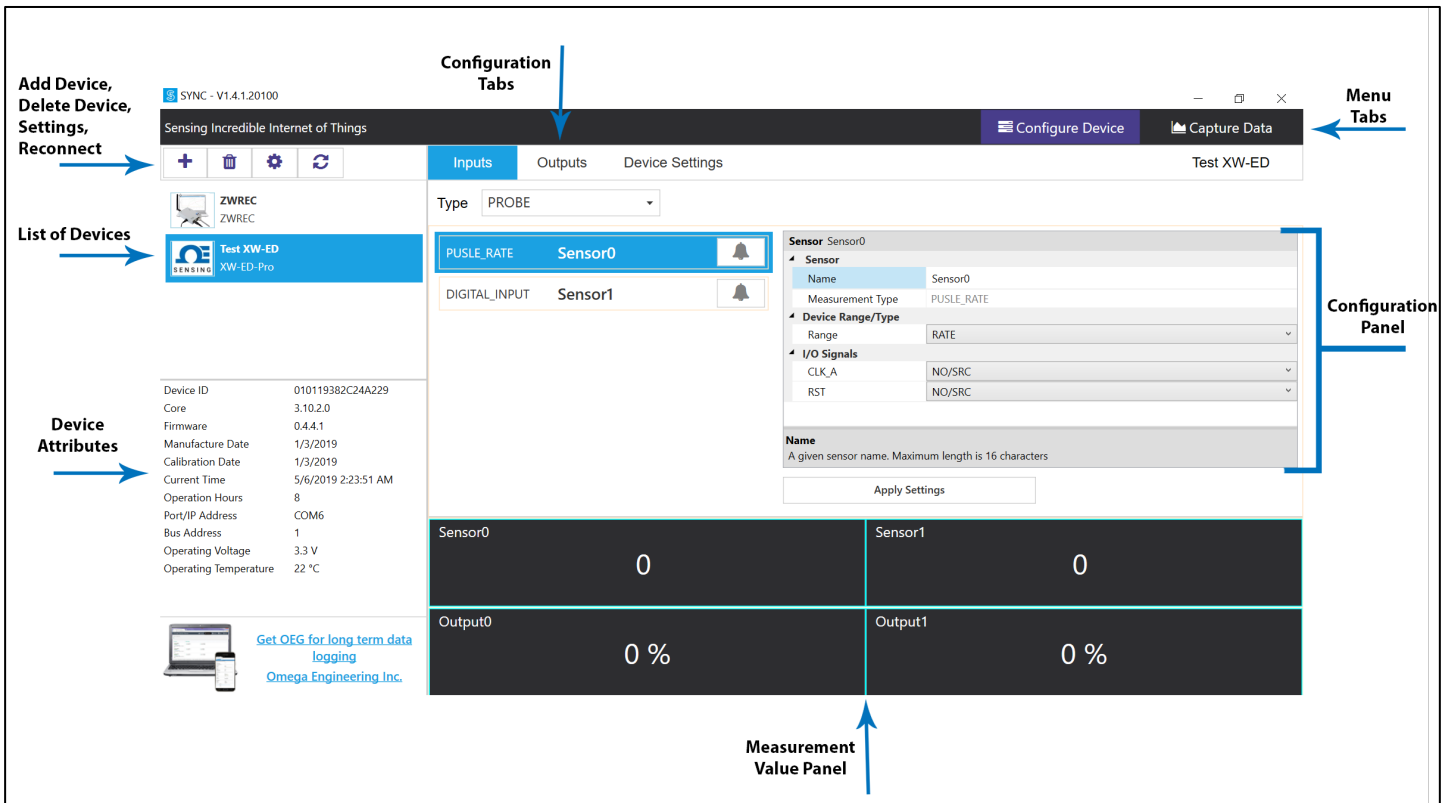 Configuration
Tabs
Add Device,
Delete Device,
Settings,
Reconnect
SYNC - V1.4.1.20100
Menu
Tabs
Sensing Incredible Internet of Things
Configure Device
Capture Data
Inputs
Outputs
Device Settings
Test XW-ED
List of Devices
ZWREC
ZWREC
Test XW-ED
XW-ED-Pro
SENSING
Type PROBE
PUSLE_RATE Sensor0
DIGITAL_INPUT Sensor1
Sensor Sensor0
Sensor
Name Sensor0
Measurement Type PUSLE_RATE
Device Range/Type
Range RATE
I/O Signals
CLK_A NO/SRC
RST NO/SRC
Name
A given sensor name. Maximum length is 16 characters
Apply Settings
Configuration
Panel
Device
Attributes
Device ID 010119382C24A229
Core 3.10.2.0
Firmware 0.4.4.1
Manufacture Date 1/3/2019
Calibration Date 1/3/2019
Current Time 5/6/2019 2:23:51 AM
Operation Hours 8
Port/IP Address COM6
Bus Address 1
Operating Voltage 3.3 V
Operating Temperature 22 °C
Get OEG for long term data
logging
Omega Engineering Inc.
Sensor0
0
Sensor1
0
Output0
0 %
Output1
0 %
Measurement
Value Panel